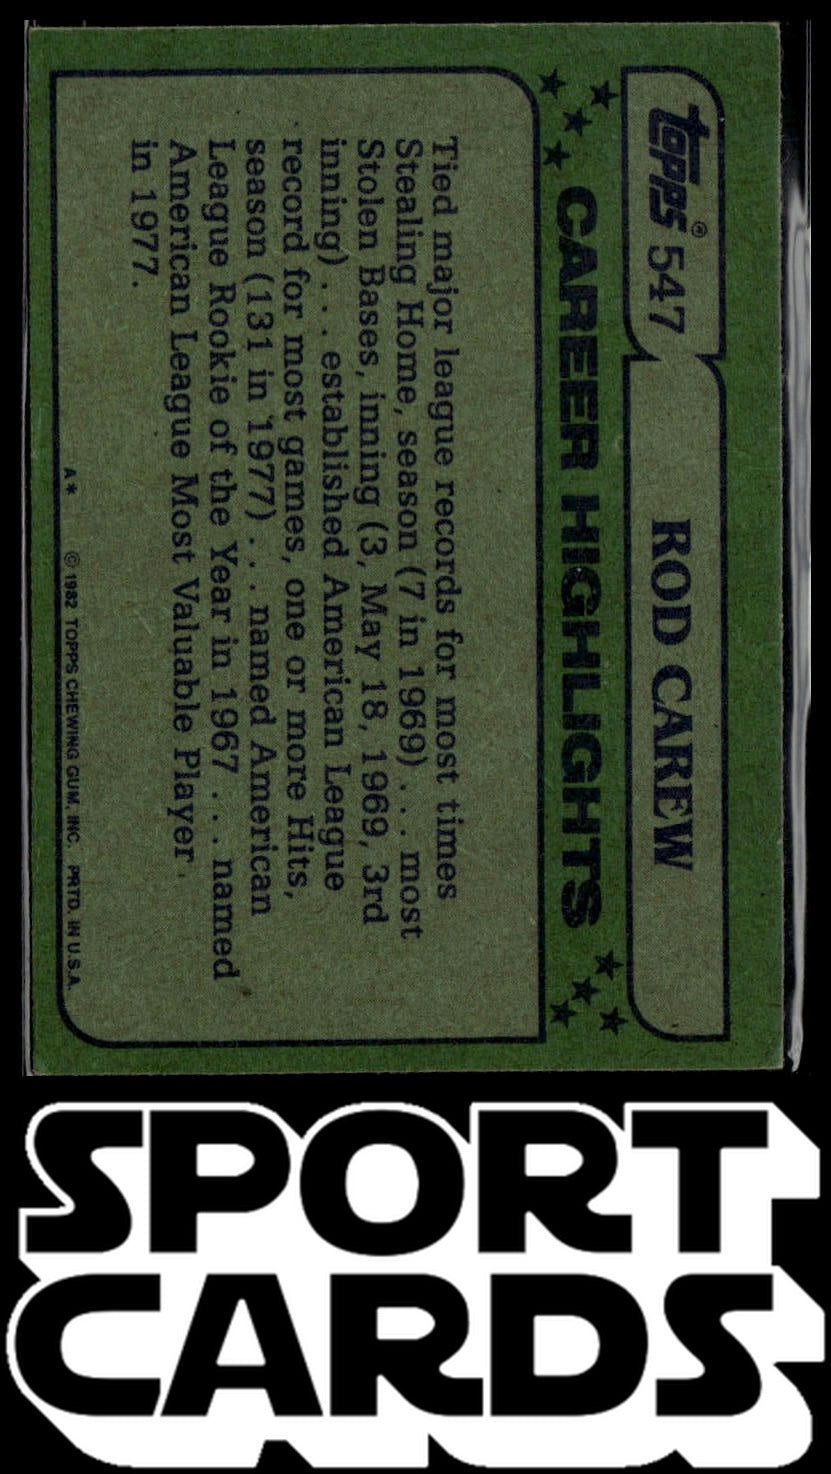 topps® 547
ROD CAREW
CAREER HIGHLIGHTS
Tied major league records for most times
Stealing Home, season (7 in 1969) . . . most
Stolen Bases, inning (3, May 18, 1969, 3rd
inning) . . . established American League
record for most games, one or more Hits,
season (131 in 1977) . . . named American
League Rookie of the Year in 1967 . . . named
American League Most Valuable Player
in 1977.
A* © 1982 TOPPS CHEWING GUM, INC. PRTD. IN U.S.A.
SPORT
CARDS